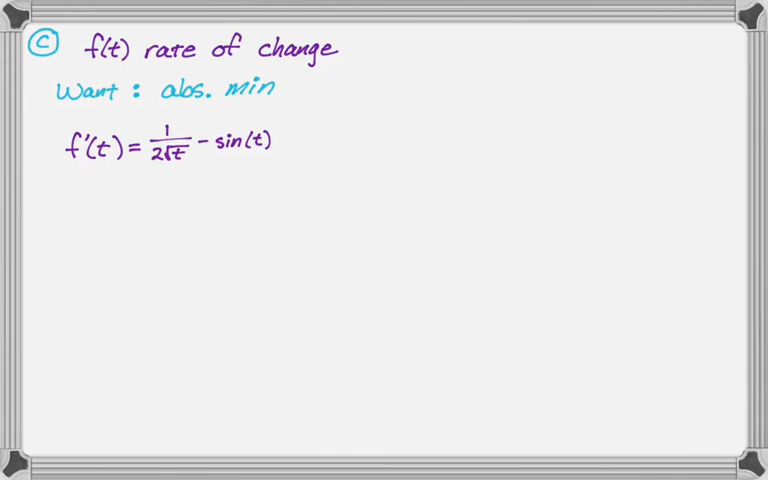 C f(t) rate of change
Want : abs. min
f'(t) = 1/(2√t) - sin(t)